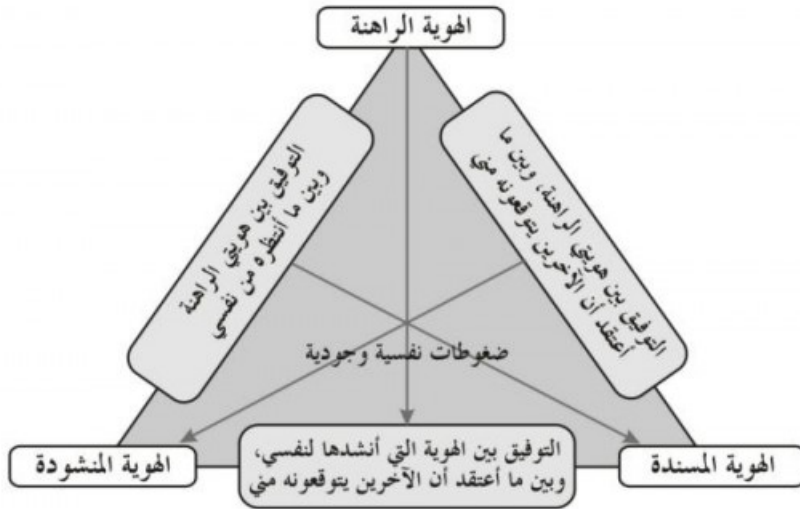 الهوية الراهنة
التوفيق بين هويتي الراهنة، وبين ما
أعتقد أن الآخرين يتوقعونه مني
التوفيق بين هويتي الراهنة
وبين ما أنتظره من نفسي
ضغوطات نفسية وجودية
الهوية المسندة
التوفيق بين الهوية التي أنشدها لنفسي،
وبين ما أعتقد أن الآخرين يتوقعونه مني
الهوية المنشودة